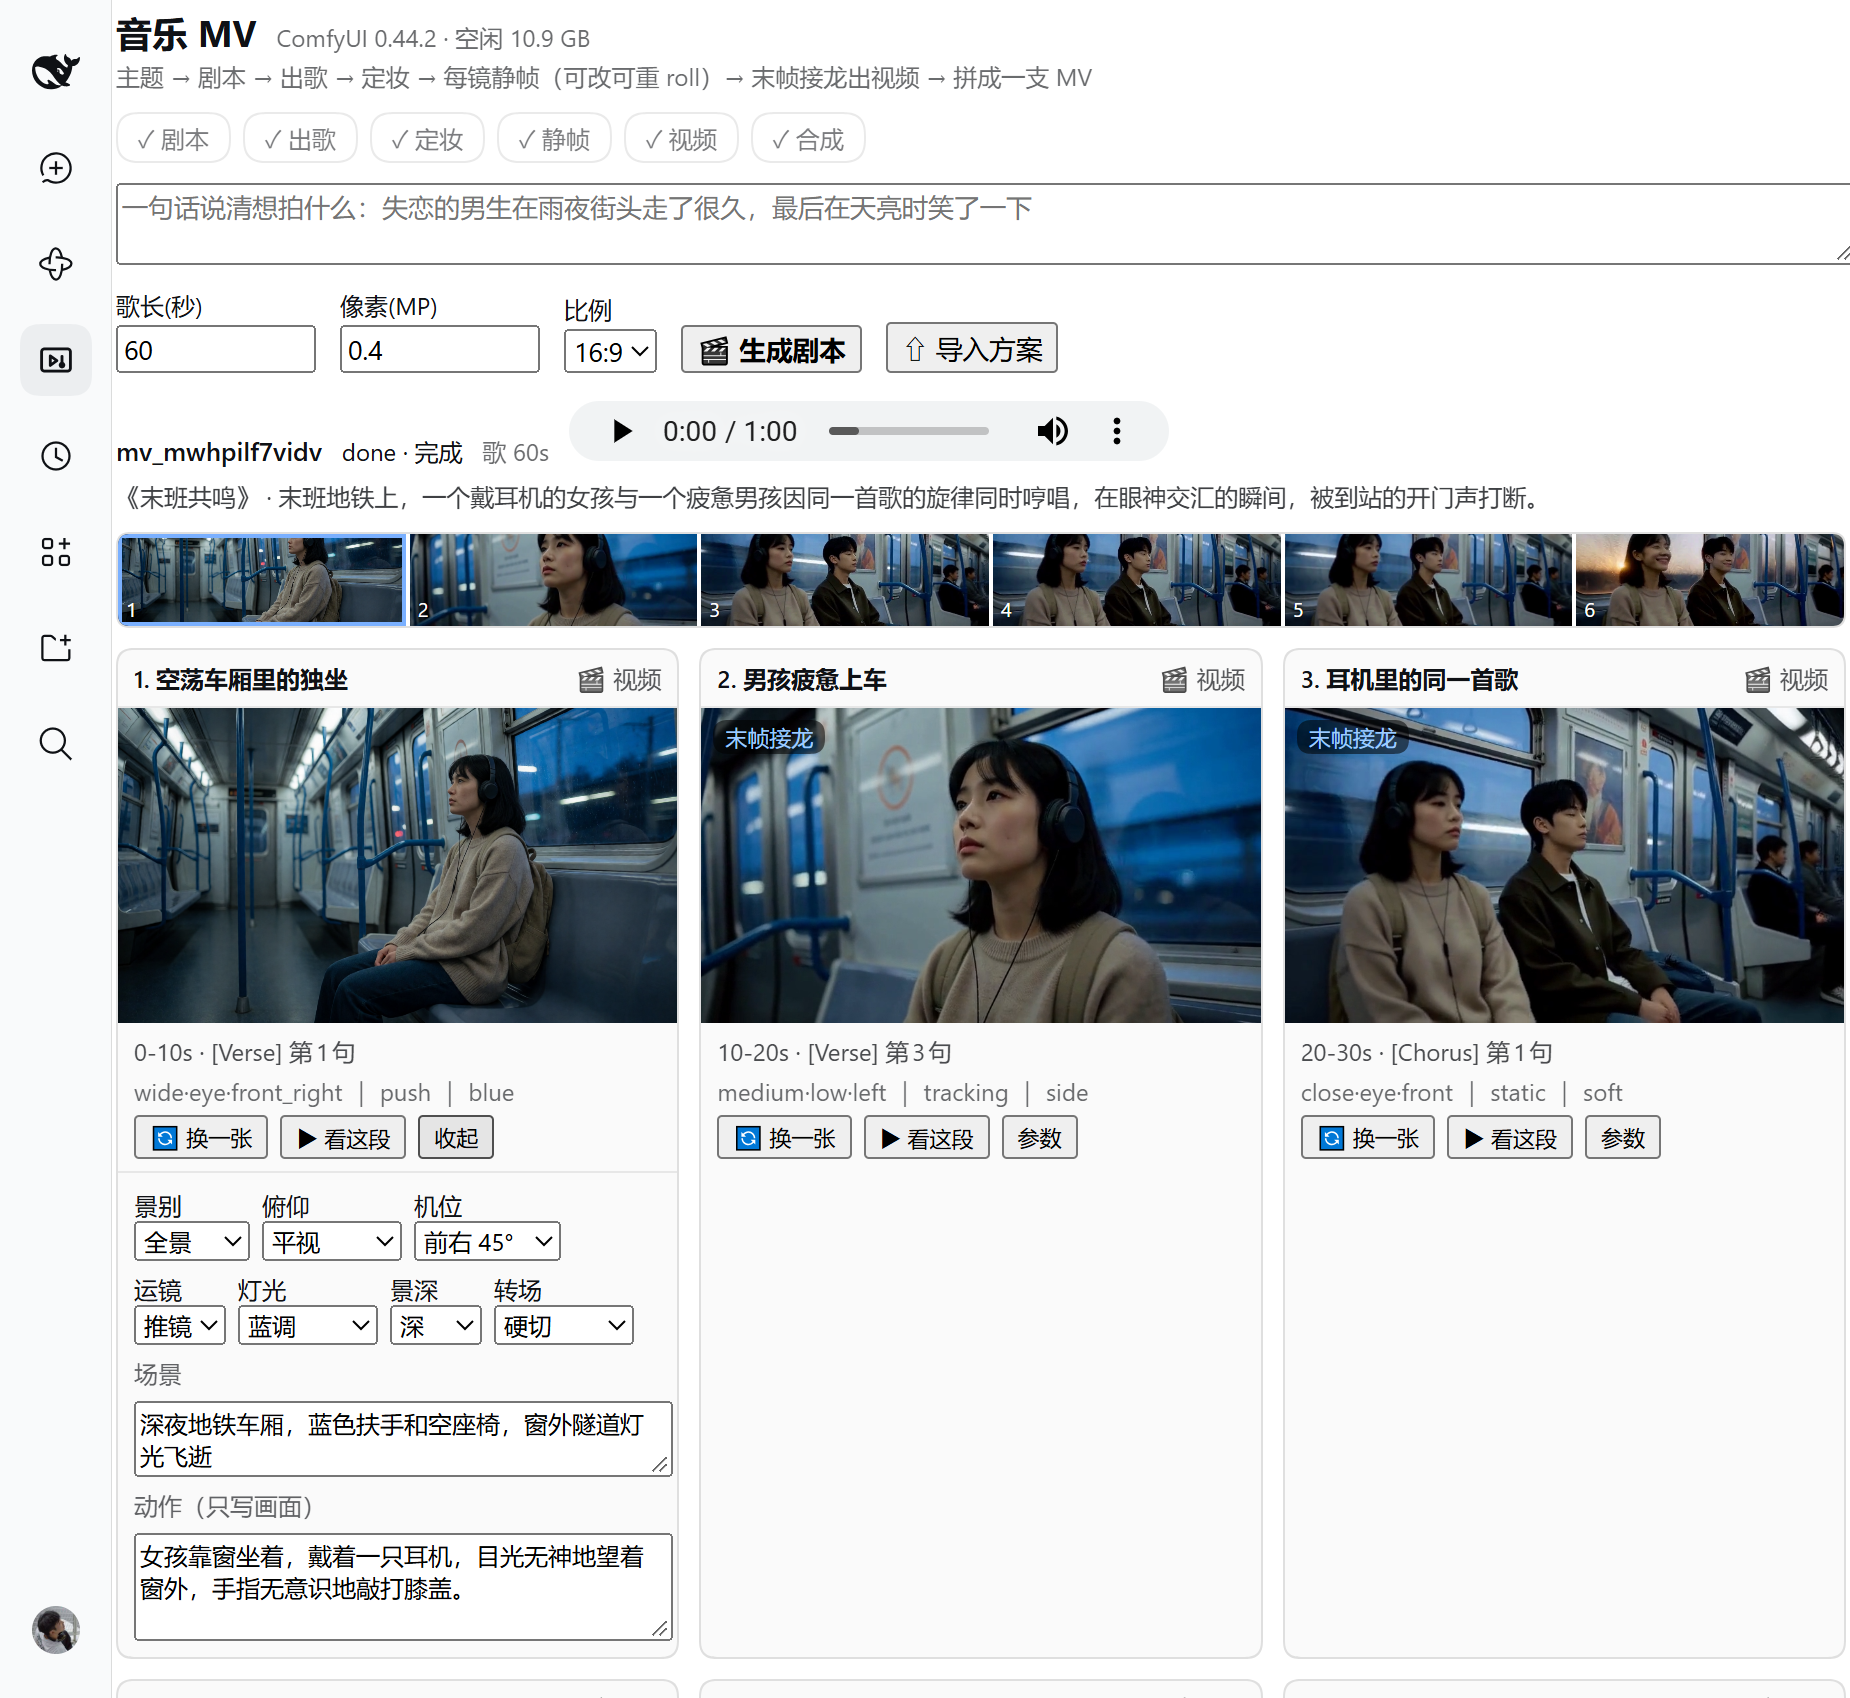 音乐 MV ComfyUI 0.44.2 · 空闲 10.9 GB
主题 → 剧本 → 出歌 → 定妆 → 每镜静帧（可改可重 roll）→ 末帧接龙出视频 → 拼成一支 MV
✓ 剧本 ✓ 出歌 ✓ 定妆 ✓ 静帧 ✓ 视频 ✓ 合成
一句话说清想拍什么：失恋的男生在雨夜街头走了很久，最后在天亮时笑了一下
歌长(秒) 像素(MP) 比例
60 0.4 16:9 🎬 生成剧本 ⇧ 导入方案
mv_mwhpilf7vidv done · 完成 歌 60s 0:00 / 1:00
《末班共鸣》 · 末班地铁上，一个戴耳机的女孩与一个疲惫男孩因同一首歌的旋律同时哼唱，在眼神交汇的瞬间，被到站的开门声打断。
1 2 3 4 5 6
1. 空荡车厢里的独坐 🎬 视频
0-10s · [Verse] 第 1 句
wide·eye·front_right | push | blue
🔄 换一张 ▶ 看这段 收起
景别 俯仰 机位
全景 平视 前右 45°
运镜 灯光 景深 转场
推镜 蓝调 深 硬切
场景
深夜地铁车厢，蓝色扶手和空座椅，窗外隧道灯
光飞逝
动作（只写画面）
女孩靠窗坐着，戴着一只耳机，目光无神地望着
窗外，手指无意识地敲打膝盖。
2. 男孩疲惫上车 🎬 视频
末帧接龙
10-20s · [Verse] 第 3 句
medium·low·left | tracking | side
🔄 换一张 ▶ 看这段 参数
3. 耳机里的同一首歌 🎬 视频
末帧接龙
20-30s · [Chorus] 第 1 句
close·eye·front | static | soft
🔄 换一张 ▶ 看这段 参数